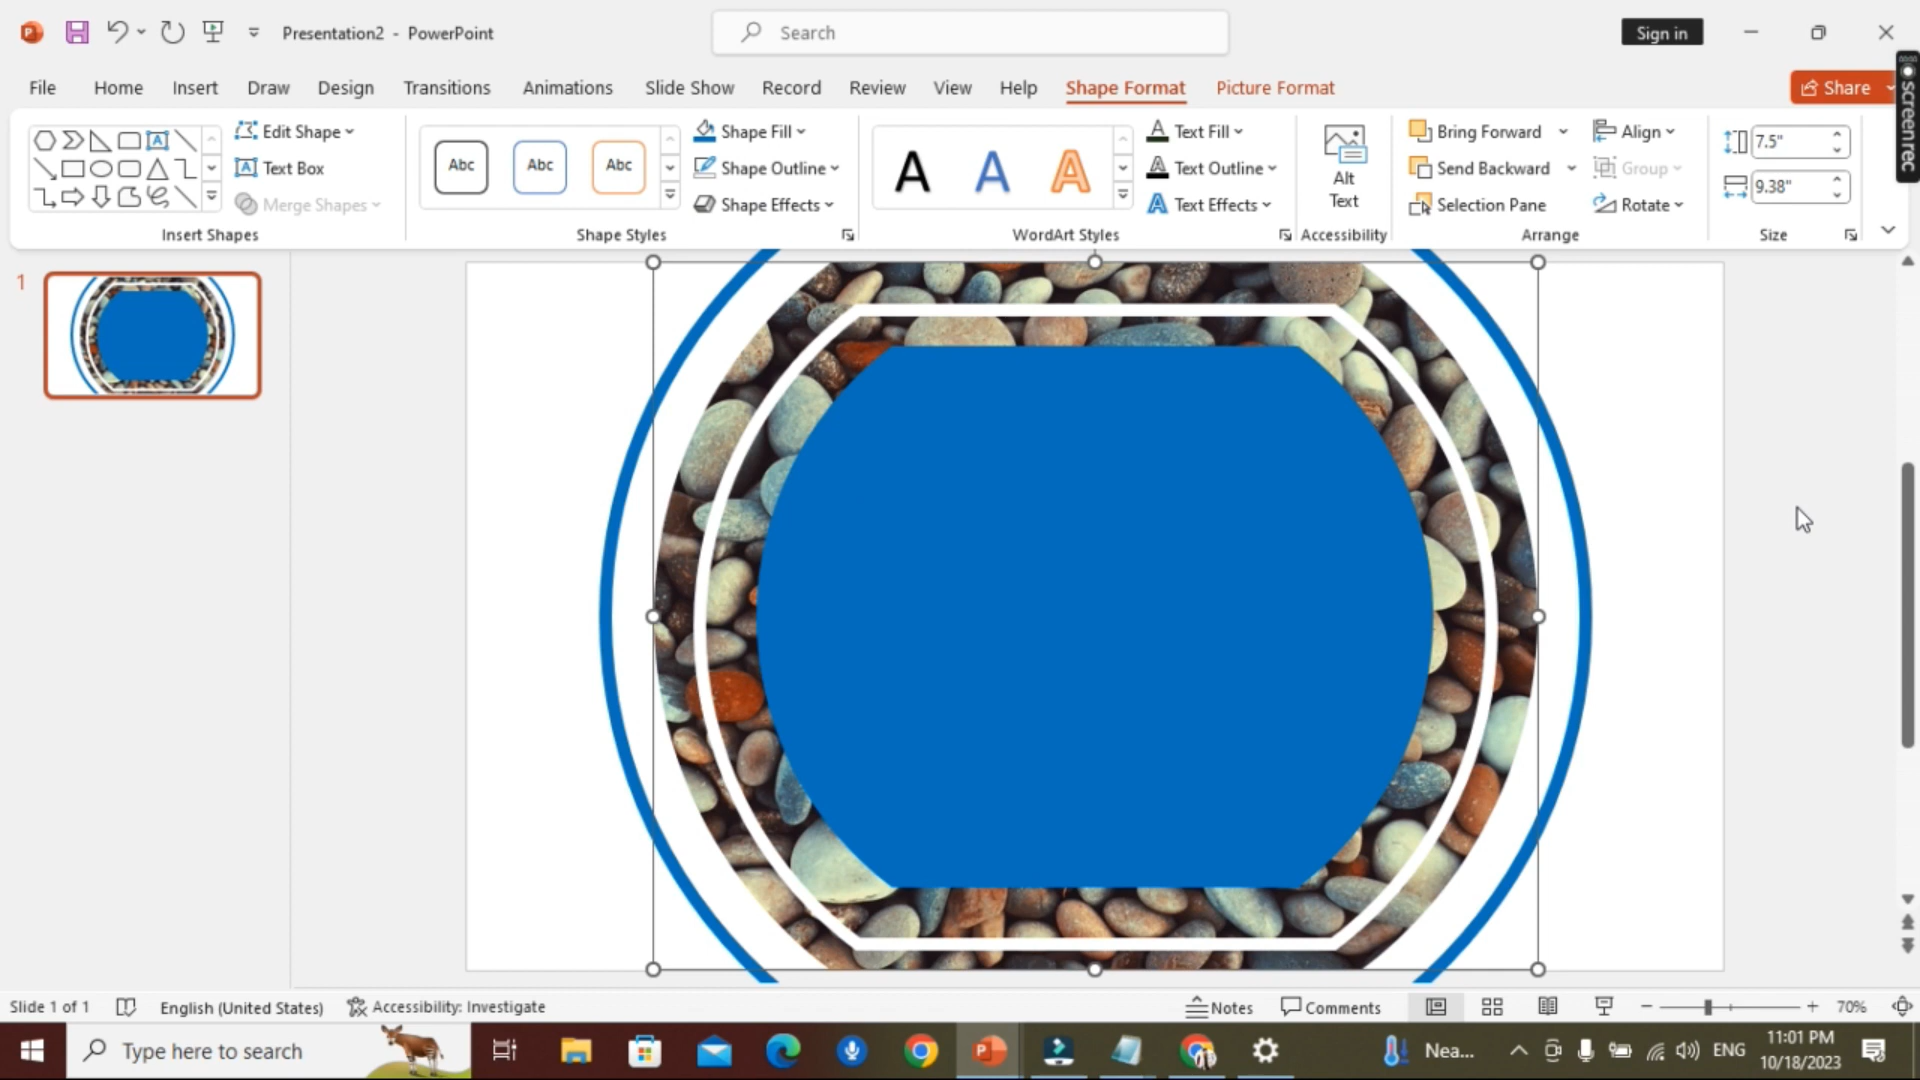 Presentation2 - PowerPoint
Search
Sign in
File Home Insert Draw Design Transitions Animations Slide Show Record Review View Help Shape Format Picture Format
Share
screenrec
Edit Shape
Text Box
Merge Shapes
Insert Shapes
Abc Abc Abc
Shape Fill
Shape Outline
Shape Effects
Shape Styles
A A A
Text Fill
Text Outline
Text Effects
WordArt Styles
Alt
Text
Accessibility
Bring Forward
Send Backward
Selection Pane
Align
Group
Rotate
Arrange
7.5"
9.38"
Size
1
Slide 1 of 1 English (United States) Accessibility: Investigate
Notes Comments 70%
Type here to search
Nea...
ENG
11:01 PM
10/18/2023